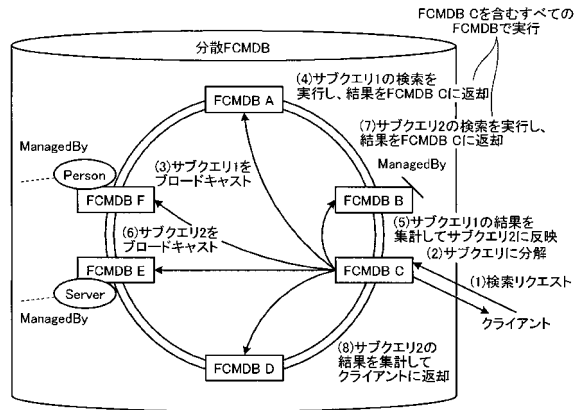 FCMDB Cを含むすべての
FCMDBで実行
分散FCMDB
(4)サブクエリ1の検索を
実行し、結果をFCMDB Cに返却
FCMDB A
(7)サブクエリ2の検索を実行し、
結果をFCMDB Cに返却
ManagedBy
ManagedBy
Person
(3)サブクエリ1を
ブロードキャスト
FCMDB F
FCMDB B
(6)サブクエリ2を
ブロードキャスト
(5)サブクエリ1の結果を
集計してサブクエリ2に反映
(2)サブクエリに分解
FCMDB E
FCMDB C
(1)検索リクエスト
Server
ManagedBy
クライアント
(8)サブクエリ2の
結果を集計して
クライアントに返却
FCMDB D